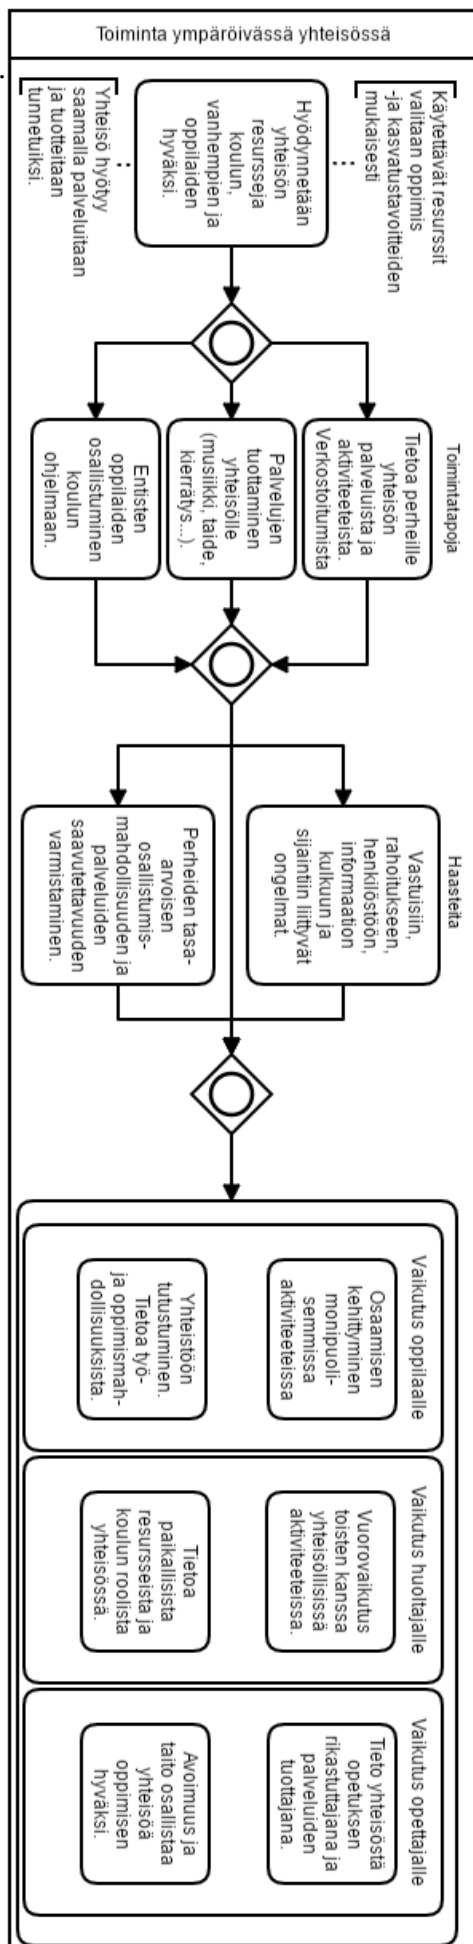 Toiminta ympäröivässä yhteisössä
Käytettävät resurssit
valitaan oppimis
-ja kasvatustavoitteiden
mukaisesti
Hyödynnetään
yhteisön
resursseja
koulun,
vanhempien ja
oppilaiden
hyväksi.
Yhteisö hyötyy
saamalla palveluitaan
ja tuotteitaan
tunnetuiksi.
Toimintatapoja
Tietoa perheille
yhteisön
palveluista ja
aktiviteeteista.
Verkostoitumista
Palvelujen
tuottaminen
yhteisölle
(musiikki, taide,
kierrätys...).
Entisten
oppilaiden
osallistuminen
koulun
ohjelmaan.
Haasteita
Vastuisiin,
rahoitukseen,
henkilöstöön,
informaation
kulkuun ja
sijaintiin liittyvät
ongelmat.
Perheiden tasa-
arvoisen
osallistumis-
mahdollisuuden ja
palveluiden
saavutettavuuden
varmistaminen.
Vaikutus oppilaalle
Osaamisen
kehittyminen
monipuoli-
semmissa
aktiviteeteissa
Yhteistöön
tutustuminen.
Tietoa työ-
ja oppimismah-
dollisuuksista.
Vaikutus huoltajalle
Vuorovaikutus
toisten kanssa
yhteisöllisissä
aktiviteeteissa.
Tietoa
paikallisista
resursseista ja
koulun roolista
yhteisössä.
Vaikutus opettajalle
Tieto yhteisöstä
opetuksen
rikastuttajana ja
palveluiden
tuottajana.
Avoimuus ja
taito osallistaa
yhteisöä
oppimisen
hyväksi.